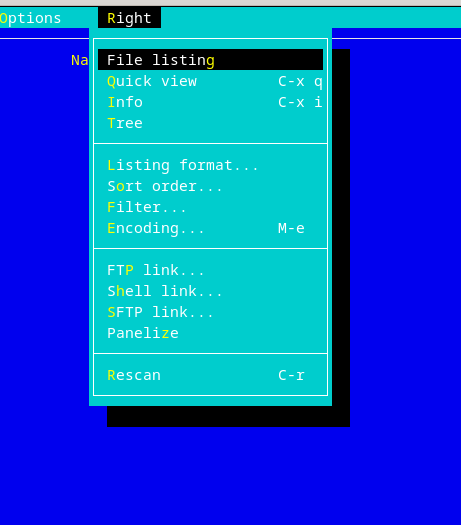 Options Right
Na
File listing
Quick view C-x q
Info C-x i
Tree
Listing format...
Sort order...
Filter...
Encoding... M-e
FTP link...
Shell link...
SFTP link...
Panelize
Rescan C-r